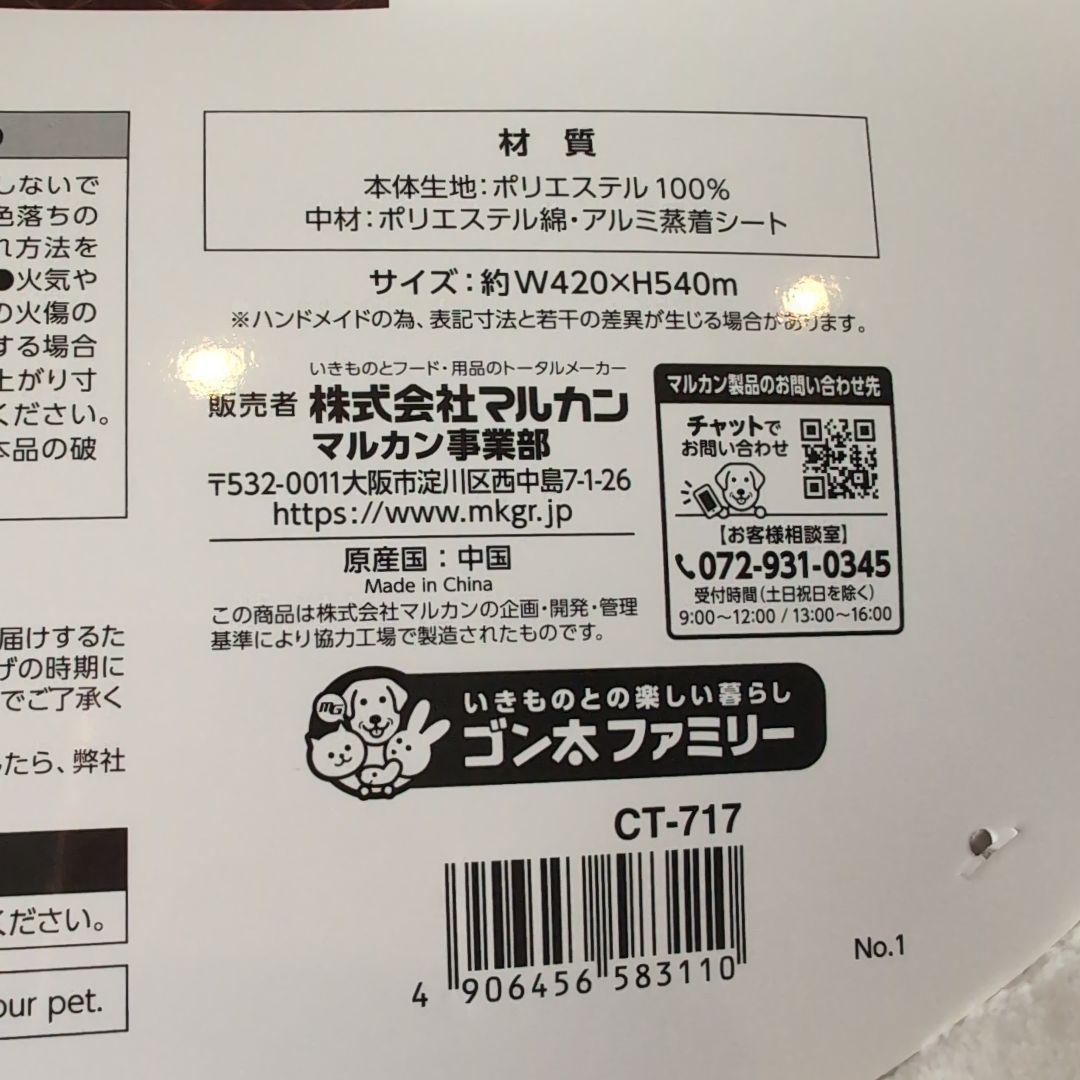 しないで
色落ちの
れ方法を
●火気や
の火傷の
する場合
上がり寸
ください。
本品の破
届けするた
げの時期に
でご了承く
したら、弊社
ください。
our pet.
材 質
本体生地：ポリエステル100%
中材：ポリエステル綿・アルミ蒸着シート
サイズ：約W420×H540m
※ハンドメイドの為、表記寸法と若干の差異が生じる場合があります。
いきものとフード・用品のトータルメーカー
販売者 株式会社マルカン
マルカン事業部
〒532-0011大阪市淀川区西中島7-1-26
https://www.mkgr.jp
原産国：中国
Made in China
この商品は株式会社マルカンの企画・開発・管理
基準により協力工場で製造されたものです。
マルカン製品のお問い合わせ先
チャットで
お問い合わせ
【お客様相談室】
072-931-0345
受付時間（土日祝日を除く）
9:00～12:00 / 13:00～16:00
MG
いきものとの楽しい暮らし
ゴン太ファミリー
CT-717
4 906456 583110
No.1